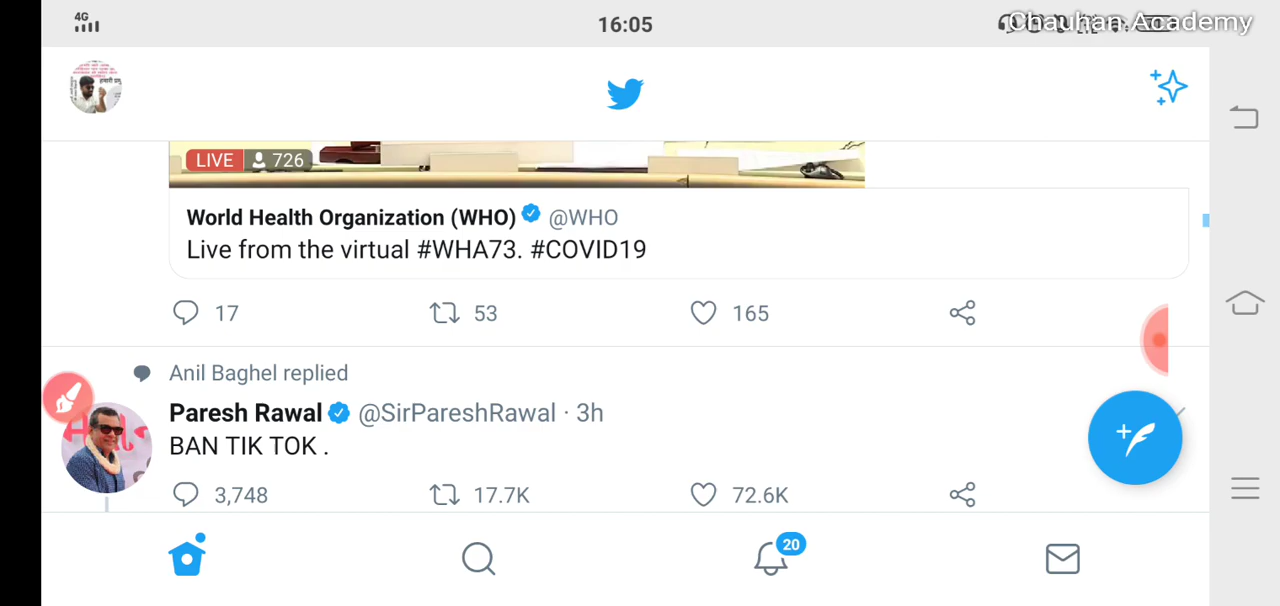 4G
16:05
Chauhan Academy
LIVE 726
World Health Organization (WHO) @WHO
Live from the virtual #WHA73. #COVID19
17 53 165
Anil Baghel replied
Paresh Rawal @SirPareshRawal · 3h
BAN TIK TOK .
3,748 17.7K 72.6K
20